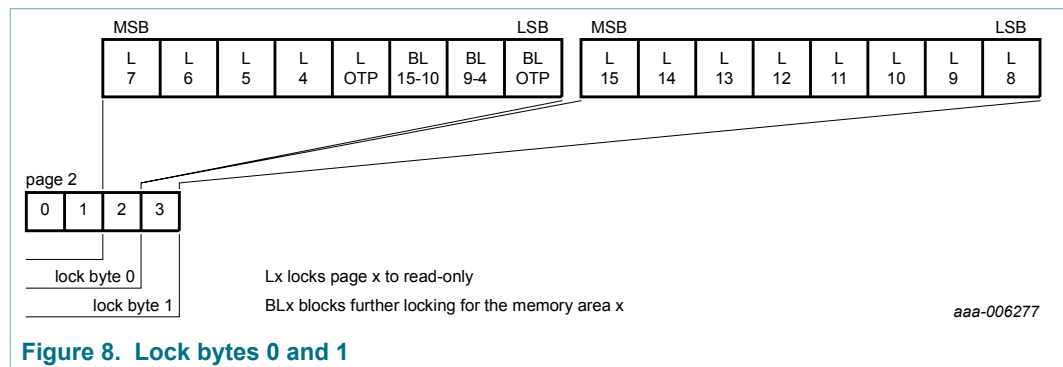 MSB LSB MSB LSB
L L L L L BL BL BL L L L L L L L L
7 6 5 4 OTP 15-10 9-4 OTP 15 14 13 12 11 10 9 8
page 2
0 1 2 3
lock byte 0 Lx locks page x to read-only
lock byte 1 BLx blocks further locking for the memory area x
aaa-006277
Figure 8. Lock bytes 0 and 1